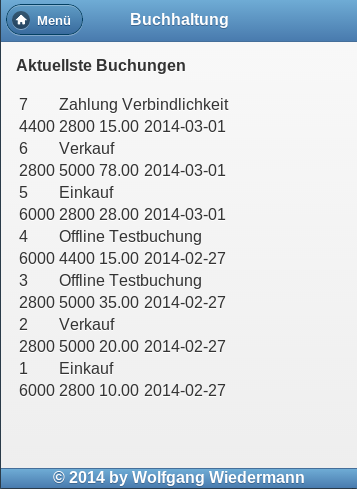 Menü
Buchhaltung
Aktuellste Buchungen
7 Zahlung Verbindlichkeit
4400 2800 15.00 2014-03-01
6 Verkauf
2800 5000 78.00 2014-03-01
5 Einkauf
6000 2800 28.00 2014-03-01
4 Offline Testbuchung
6000 4400 15.00 2014-02-27
3 Offline Testbuchung
2800 5000 35.00 2014-02-27
2 Verkauf
2800 5000 20.00 2014-02-27
1 Einkauf
6000 2800 10.00 2014-02-27
© 2014 by Wolfgang Wiedermann